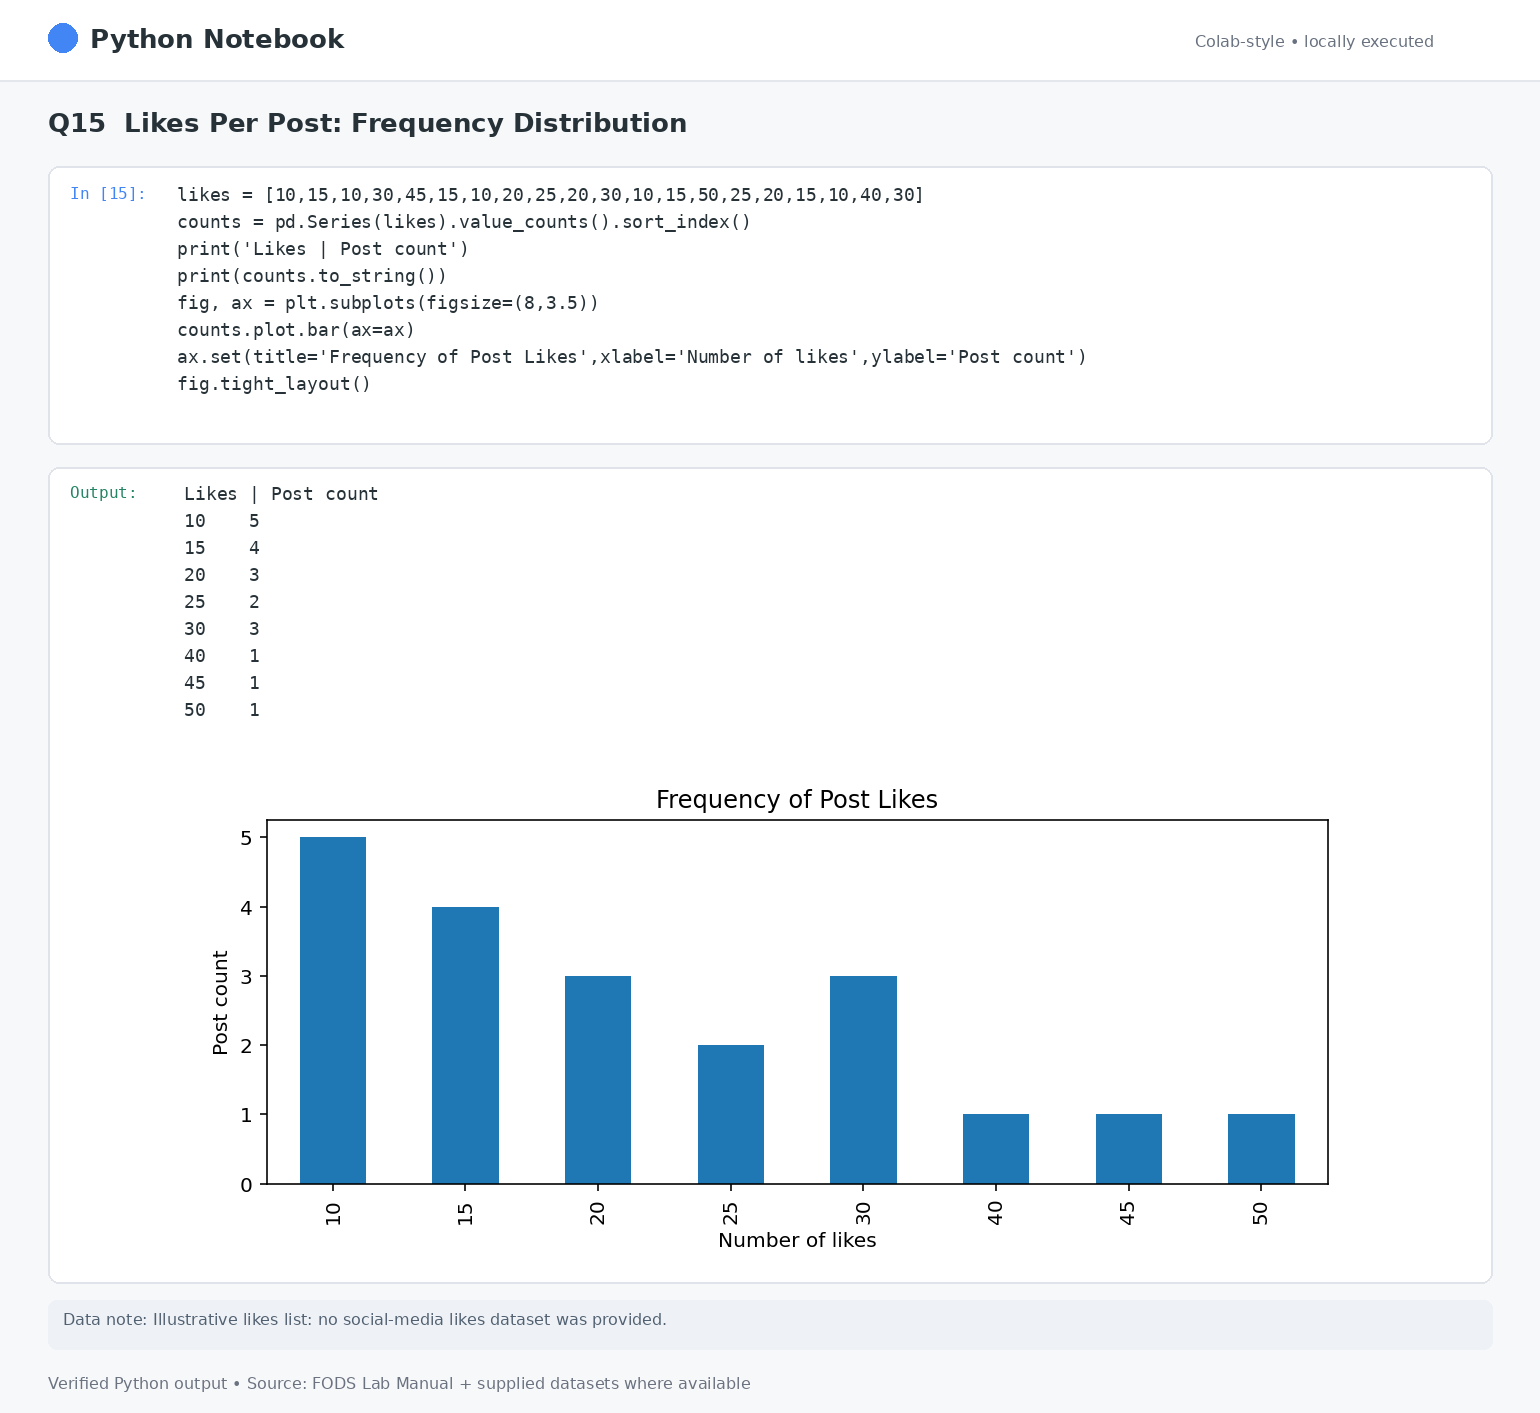 Python Notebook
Colab-style • locally executed
Q15  Likes Per Post: Frequency Distribution
In [15]:
likes = [10,15,10,30,45,15,10,20,25,20,30,10,15,50,25,20,15,10,40,30]
counts = pd.Series(likes).value_counts().sort_index()
print('Likes | Post count')
print(counts.to_string())
fig, ax = plt.subplots(figsize=(8,3.5))
counts.plot.bar(ax=ax)
ax.set(title='Frequency of Post Likes',xlabel='Number of likes',ylabel='Post count')
fig.tight_layout()
Output:
Likes | Post count
10    5
15    4
20    3
25    2
30    3
40    1
45    1
50    1
Frequency of Post Likes
Post count
5
4
3
2
1
0
10 15 20 25 30 40 45 50
Number of likes
Data note: Illustrative likes list: no social-media likes dataset was provided.
Verified Python output • Source: FODS Lab Manual + supplied datasets where available